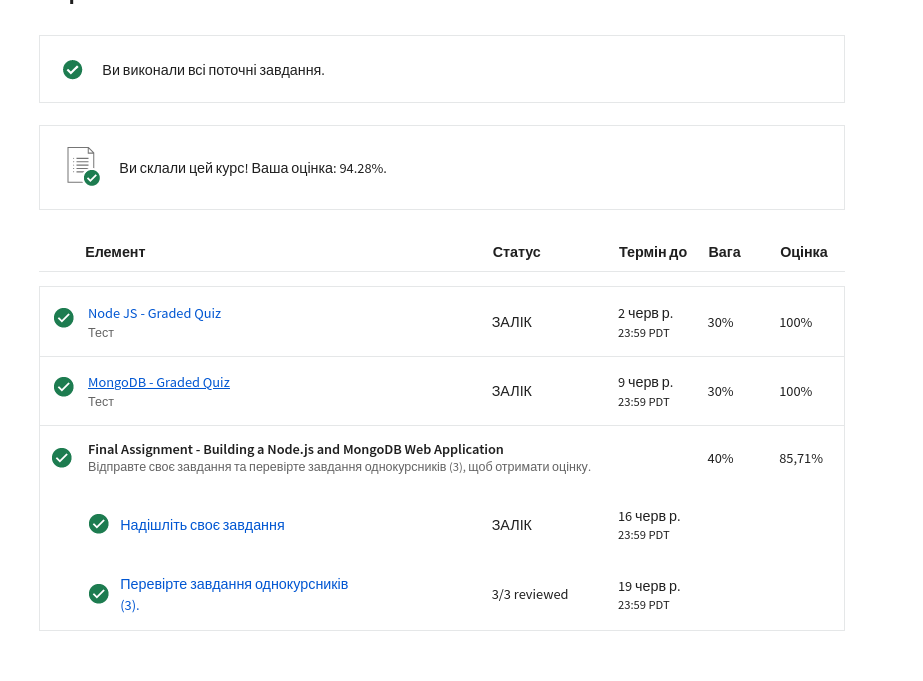 Ви виконали всі поточні завдання.
Ви склали цей курс! Ваша оцінка: 94.28%.
Елемент Статус Термін до Вага Оцінка
Node JS - Graded Quiz
Тест
ЗАЛІК
2 черв р.
23:59 PDT
30%
100%
MongoDB - Graded Quiz
Тест
ЗАЛІК
9 черв р.
23:59 PDT
30%
100%
Final Assignment - Building a Node.js and MongoDB Web Application
Відправте своє завдання та перевірте завдання однокурсників (3), щоб отримати оцінку.
40%
85,71%
Надішліть своє завдання
ЗАЛІК
16 черв р.
23:59 PDT
Перевірте завдання однокурсників
(3).
3/3 reviewed
19 черв р.
23:59 PDT